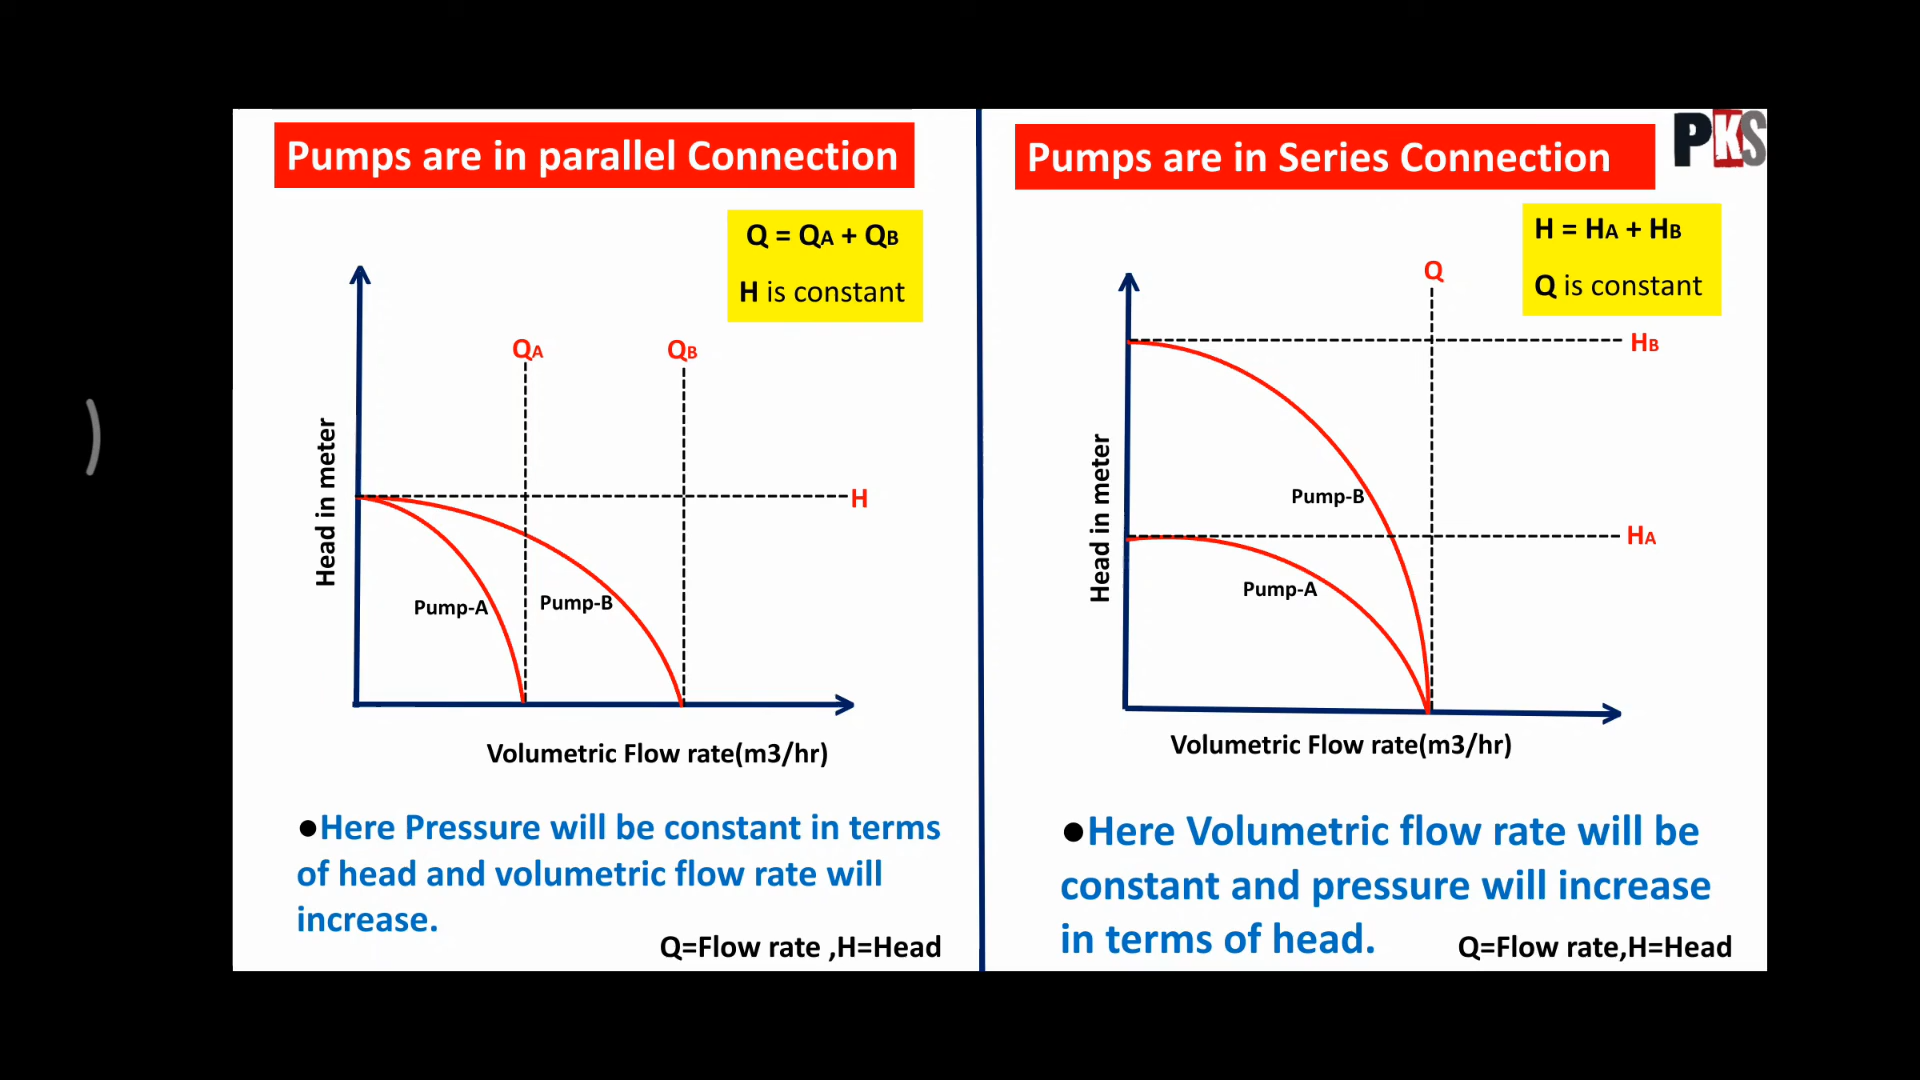 Pumps are in parallel Connection
Q = QA + QB
H is constant
QA
QB
H
Head in meter
Pump-A
Pump-B
Volumetric Flow rate(m3/hr)
●Here Pressure will be constant in terms
of head and volumetric flow rate will
increase.
Q=Flow rate ,H=Head
Pumps are in Series Connection
PKS
H = HA + HB
Q is constant
Q
HB
Head in meter
Pump-B
HA
Pump-A
Volumetric Flow rate(m3/hr)
●Here Volumetric flow rate will be
constant and pressure will increase
in terms of head.
Q=Flow rate,H=Head